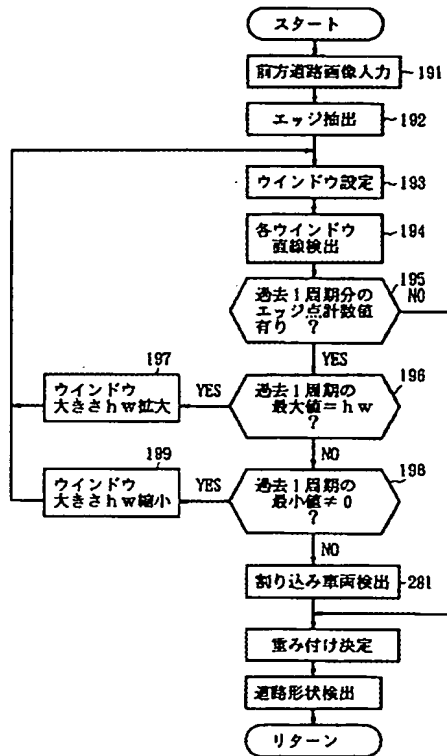 スタート
前方道路画像入力
191
エッジ抽出
192
ウインドウ設定
193
各ウインドウ
直線検出
194
過去1周期分の
エッジ点計数値
有り ?
195
NO
YES
過去1周期の
最大値=hw
?
196
YES
ウインドウ
大きさhw拡大
197
NO
過去1周期の
最小値≠0
?
198
YES
ウインドウ
大きさhw縮小
199
NO
割り込み車両検出
201
重み付け決定
道路形状検出
リターン